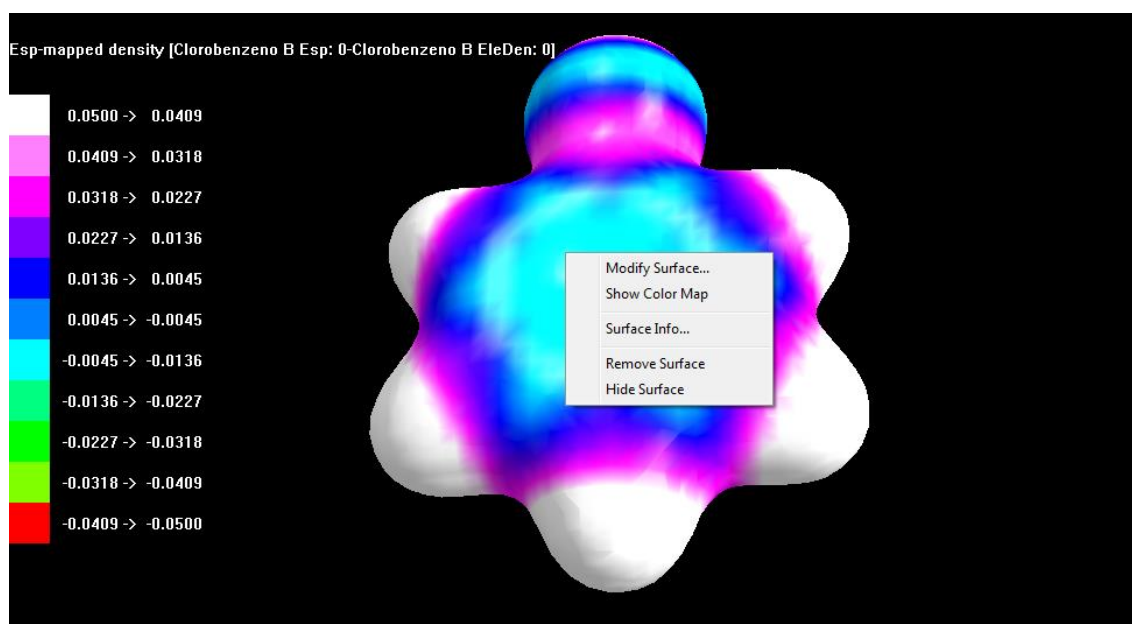 Esp-mapped density [Clorobenzeno B Esp: 0-Clorobenzeno B EleDen: 0]
0.0500 -> 0.0409
0.0409 -> 0.0318
0.0318 -> 0.0227
0.0227 -> 0.0136
0.0136 -> 0.0045
0.0045 -> -0.0045
-0.0045 -> -0.0136
-0.0136 -> -0.0227
-0.0227 -> -0.0318
-0.0318 -> -0.0409
-0.0409 -> -0.0500
Modify Surface...
Show Color Map
Surface Info...
Remove Surface
Hide Surface